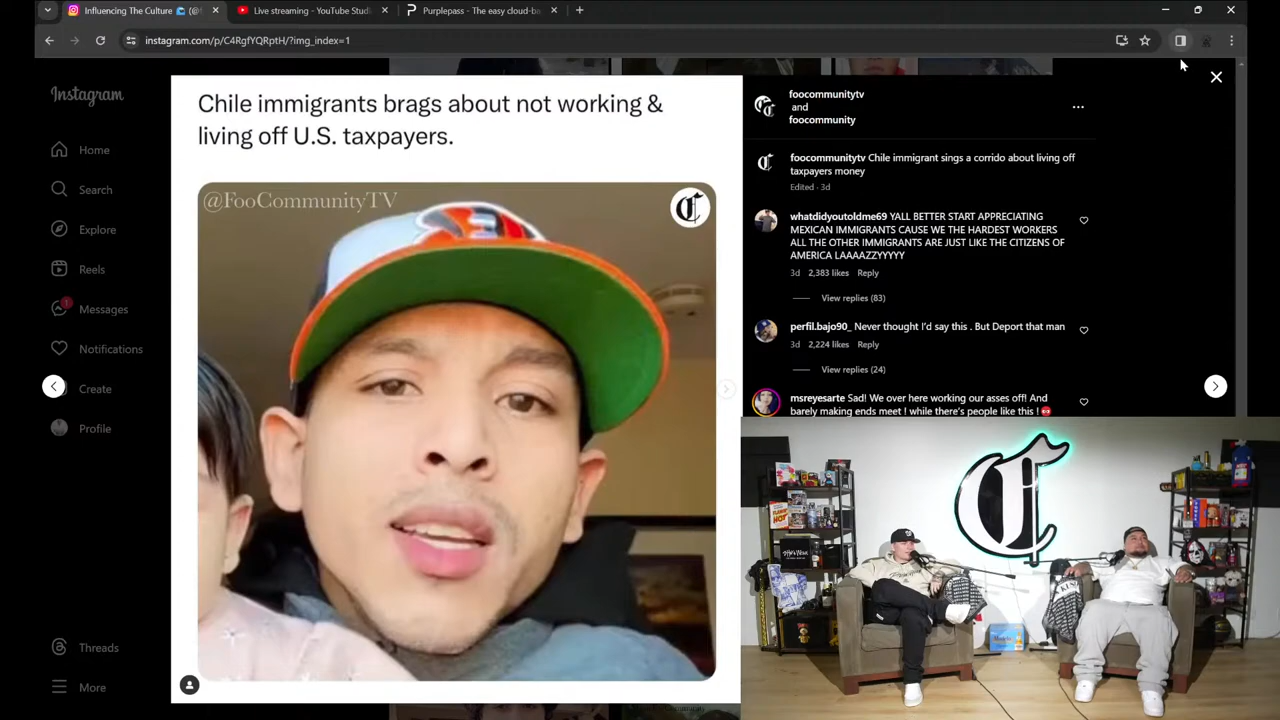 Influencing The Culture
Live streaming - YouTube Studi
Purplepass - The easy cloud-ba
instagram.com/p/C4RgfYQRptH/?img_index=1
Instagram
Home
Search
Explore
Reels
1
Messages
Notifications
Create
Profile
Threads
More
Chile immigrants brags about not working &
living off U.S. taxpayers.
@FooCommunityTV
foocommunitytv
and
foocommunity
foocommunitytv Chile immigrant sings a corrido about living off
taxpayers money
Edited · 3d
whatdidyoutoldme69 YALL BETTER START APPRECIATING
MEXICAN IMMIGRANTS CAUSE WE THE HARDEST WORKERS
ALL THE OTHER IMMIGRANTS ARE JUST LIKE THE CITIZENS OF
AMERICA LAAAAZZYYYYY
3d 2,383 likes Reply
View replies (83)
perfil.bajo90_ Never thought I'd say this . But Deport that man
3d 2,224 likes Reply
View replies (24)
msreyesarte Sad! We over here working our asses off! And
barely making ends meet ! while there's people like this !